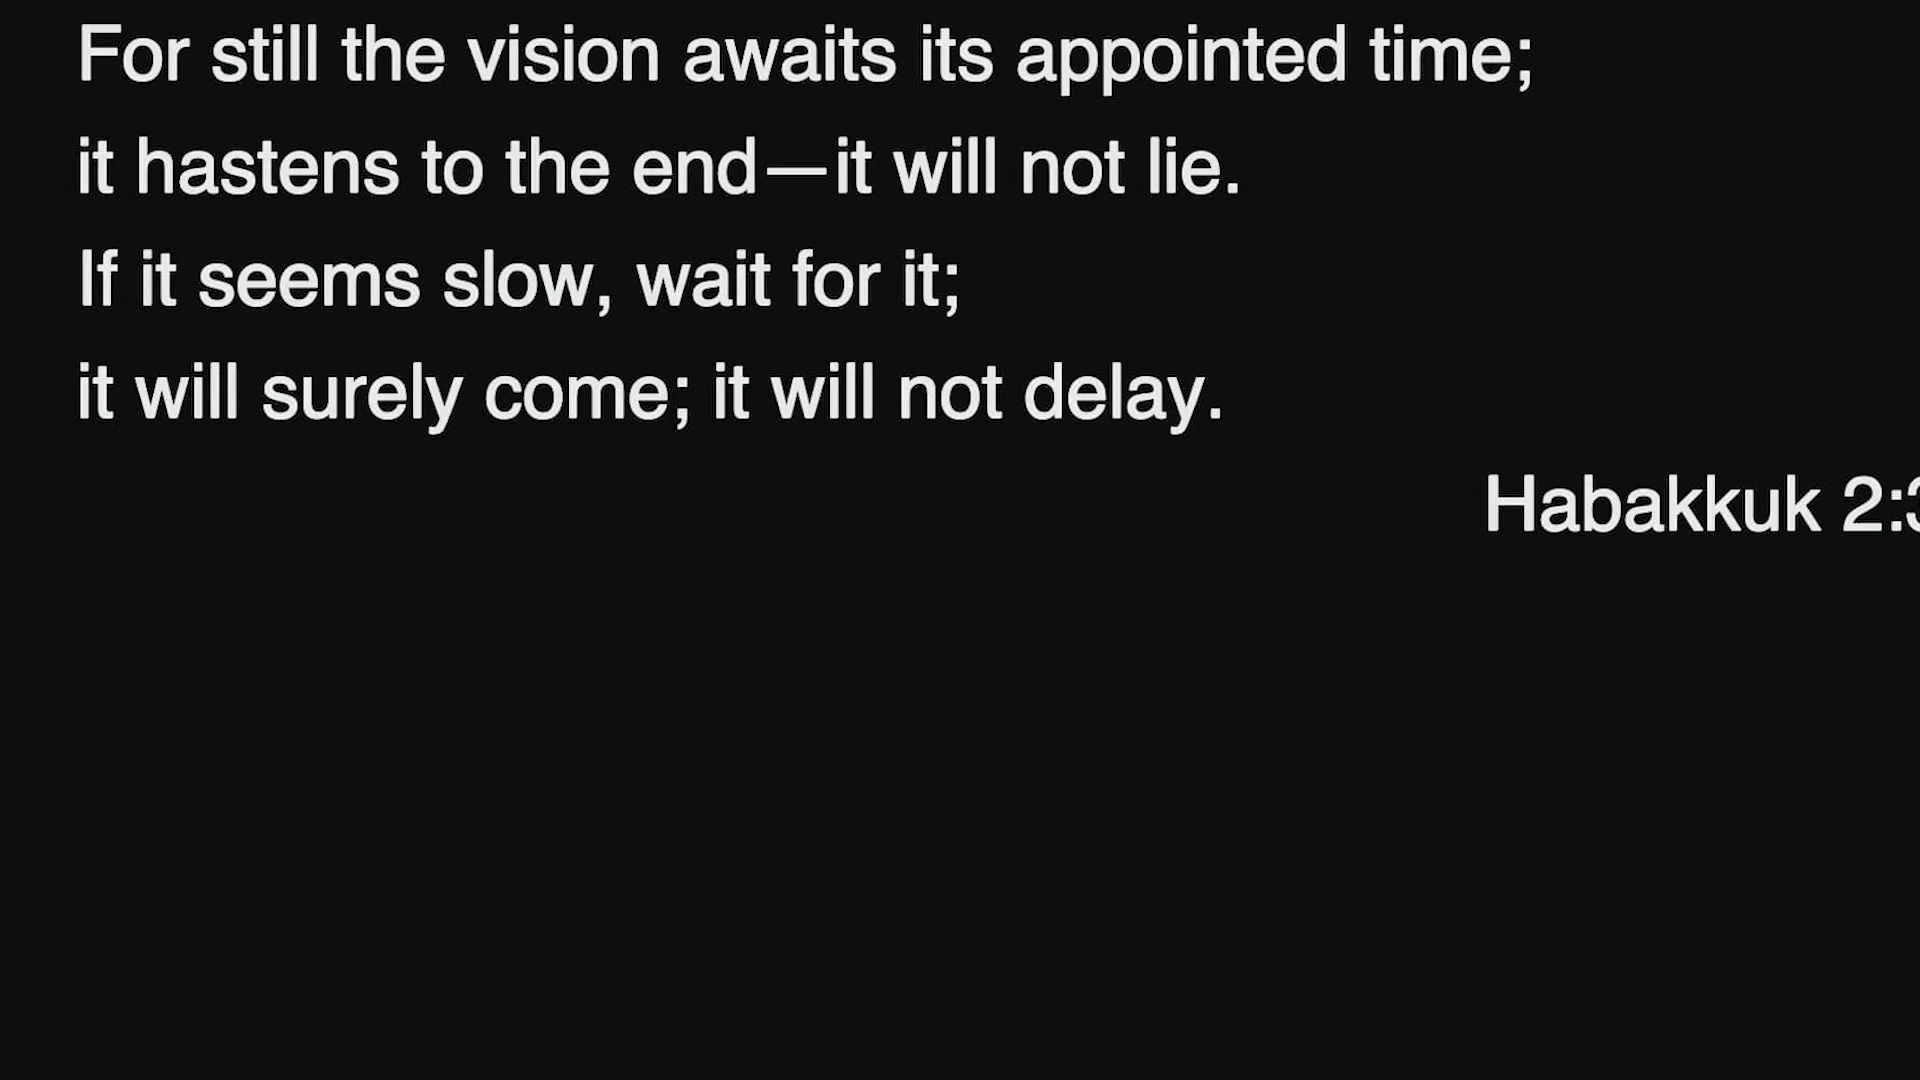 For still the vision awaits its appointed time;
it hastens to the end—it will not lie.
If it seems slow, wait for it;
it will surely come; it will not delay.
Habakkuk 2:3